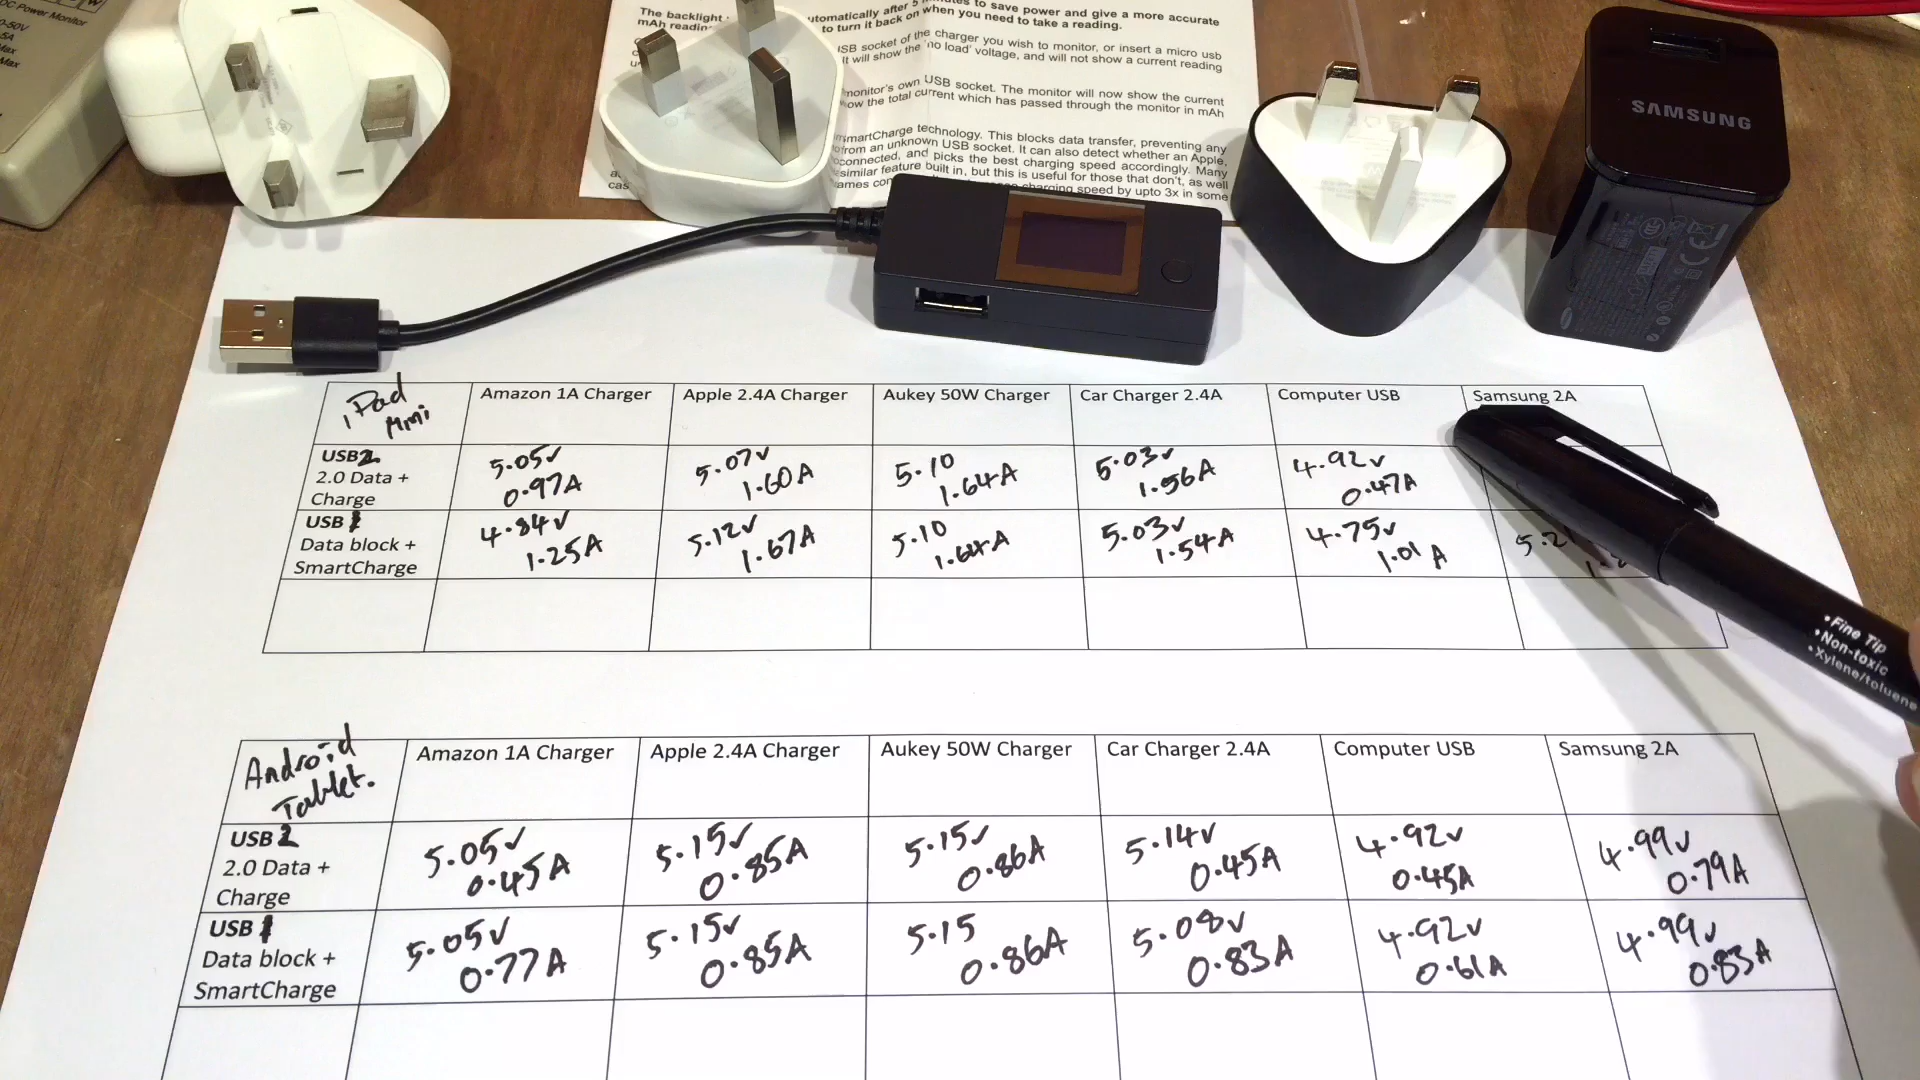 DC Power Monitor
0-50V
5A
Max
Max
The backlight
automatically after 5 minutes to save power and give a more accurate
mAh reading
to turn it back on when you need to take a reading.
USB socket of the charger you wish to monitor, or insert a micro usb
It will show the 'no load' voltage, and will not show a current reading
monitor's own USB socket. The monitor will now show the current
show the total current which has passed through the monitor in mAh
SmartCharge technology. This blocks data transfer, preventing any
from an unknown USB socket. It can also detect whether an Apple,
connected, and picks the best charging speed accordingly. Many
similar feature built in, but this is useful for those that don't, as well
charging speed by upto 3x in some
SAMSUNG
iPad Mini
Amazon 1A Charger
Apple 2.4A Charger
Aukey 50W Charger
Car Charger 2.4A
Computer USB
Samsung 2A
USB2
2.0 Data +
Charge
5.05v
0.97A
5.07v
1.60A
5.10
1.64A
5.03v
1.56A
4.92v
0.47A
USB 1
Data block +
SmartCharge
4.84v
1.25A
5.12v
1.67A
5.10
1.64A
5.03v
1.54A
4.75v
1.01A
5.2
•Fine Tip
•Non-toxic
•Xylene/toluene
Android
Tablet.
Amazon 1A Charger
Apple 2.4A Charger
Aukey 50W Charger
Car Charger 2.4A
Computer USB
Samsung 2A
USB 2
2.0 Data +
Charge
5.05v
0.45A
5.15v
0.85A
5.15v
0.86A
5.14v
0.45A
4.92v
0.45A
4.99v
0.79A
USB 1
Data block +
SmartCharge
5.05v
0.77A
5.15v
0.85A
5.15
0.86A
5.08v
0.83A
4.92v
0.61A
4.99v
0.83A